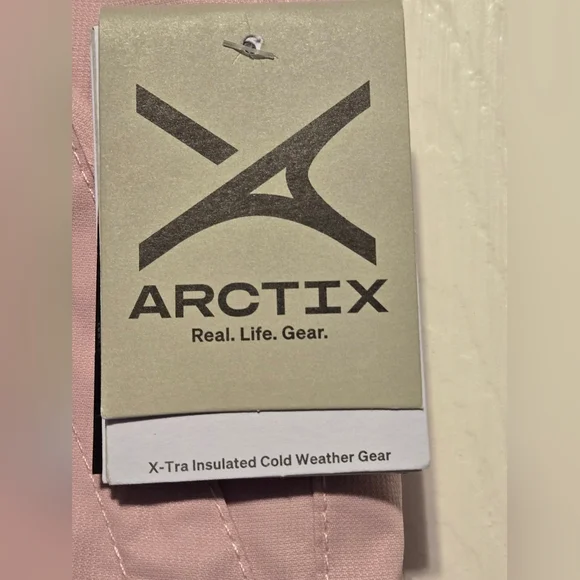 ARCTIX
Real. Life. Gear.
X-Tra Insulated Cold Weather Gear